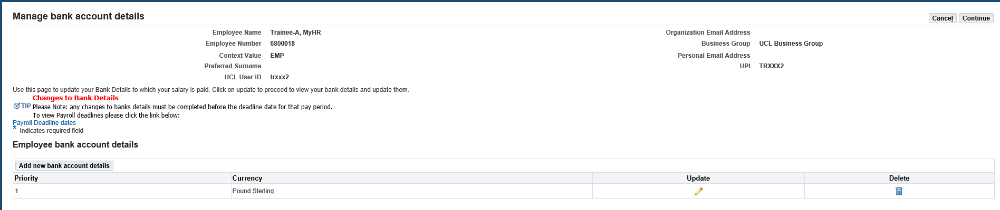 Manage bank account details
Cancel Continue
Employee Name Trainee-A, MyHR Organization Email Address
Employee Number 6800018 Business Group UCL Business Group
Context Value EMP Personal Email Address
Preferred Surname UPI TRXXX2
UCL User ID trxxx2
Use this page to update your Bank Details to which your salary is paid. Click on update to proceed to view your bank details and update them.
Changes to Bank Details
TIP Please Note: any changes to banks details must be completed before the deadline date for that pay period.
To view Payroll deadlines please click the link below:
Payroll Deadline dates
* Indicates required field
Employee bank account details
Add new bank account details
Priority Currency Update Delete
1 Pound Sterling